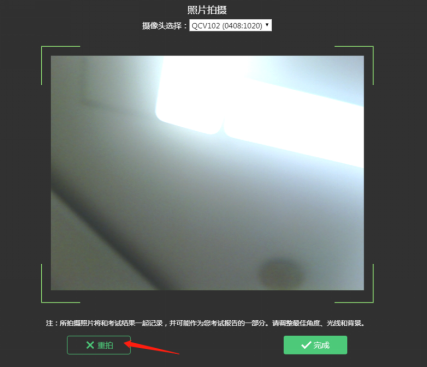 照片拍摄
摄像头选择：QCV102 (0408:1020)
注：所拍摄照片将和考试结果一起记录，并可能作为您考试报告的一部分。请调整最佳角度、光线和背景。
重拍
完成